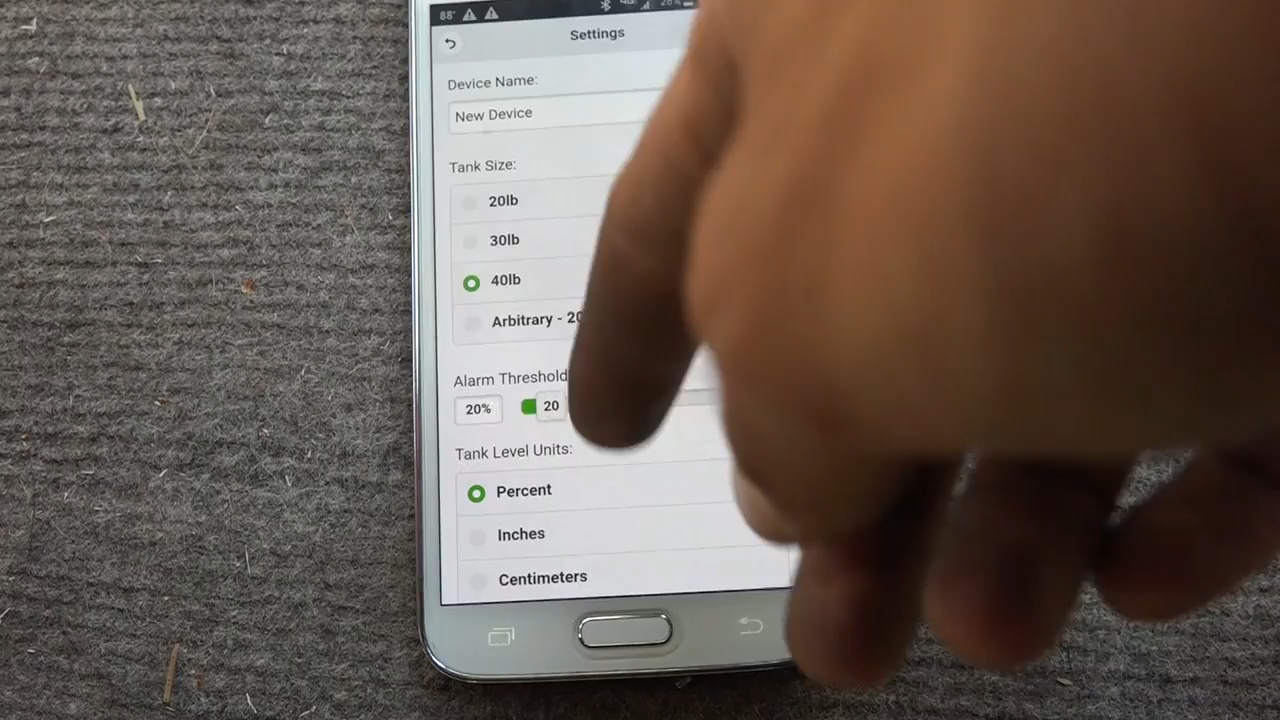 88°
Settings
Device Name:
New Device
Tank Size:
20lb
30lb
40lb
Arbitrary - 20
Alarm Threshold
20% 20
Tank Level Units:
Percent
Inches
Centimeters